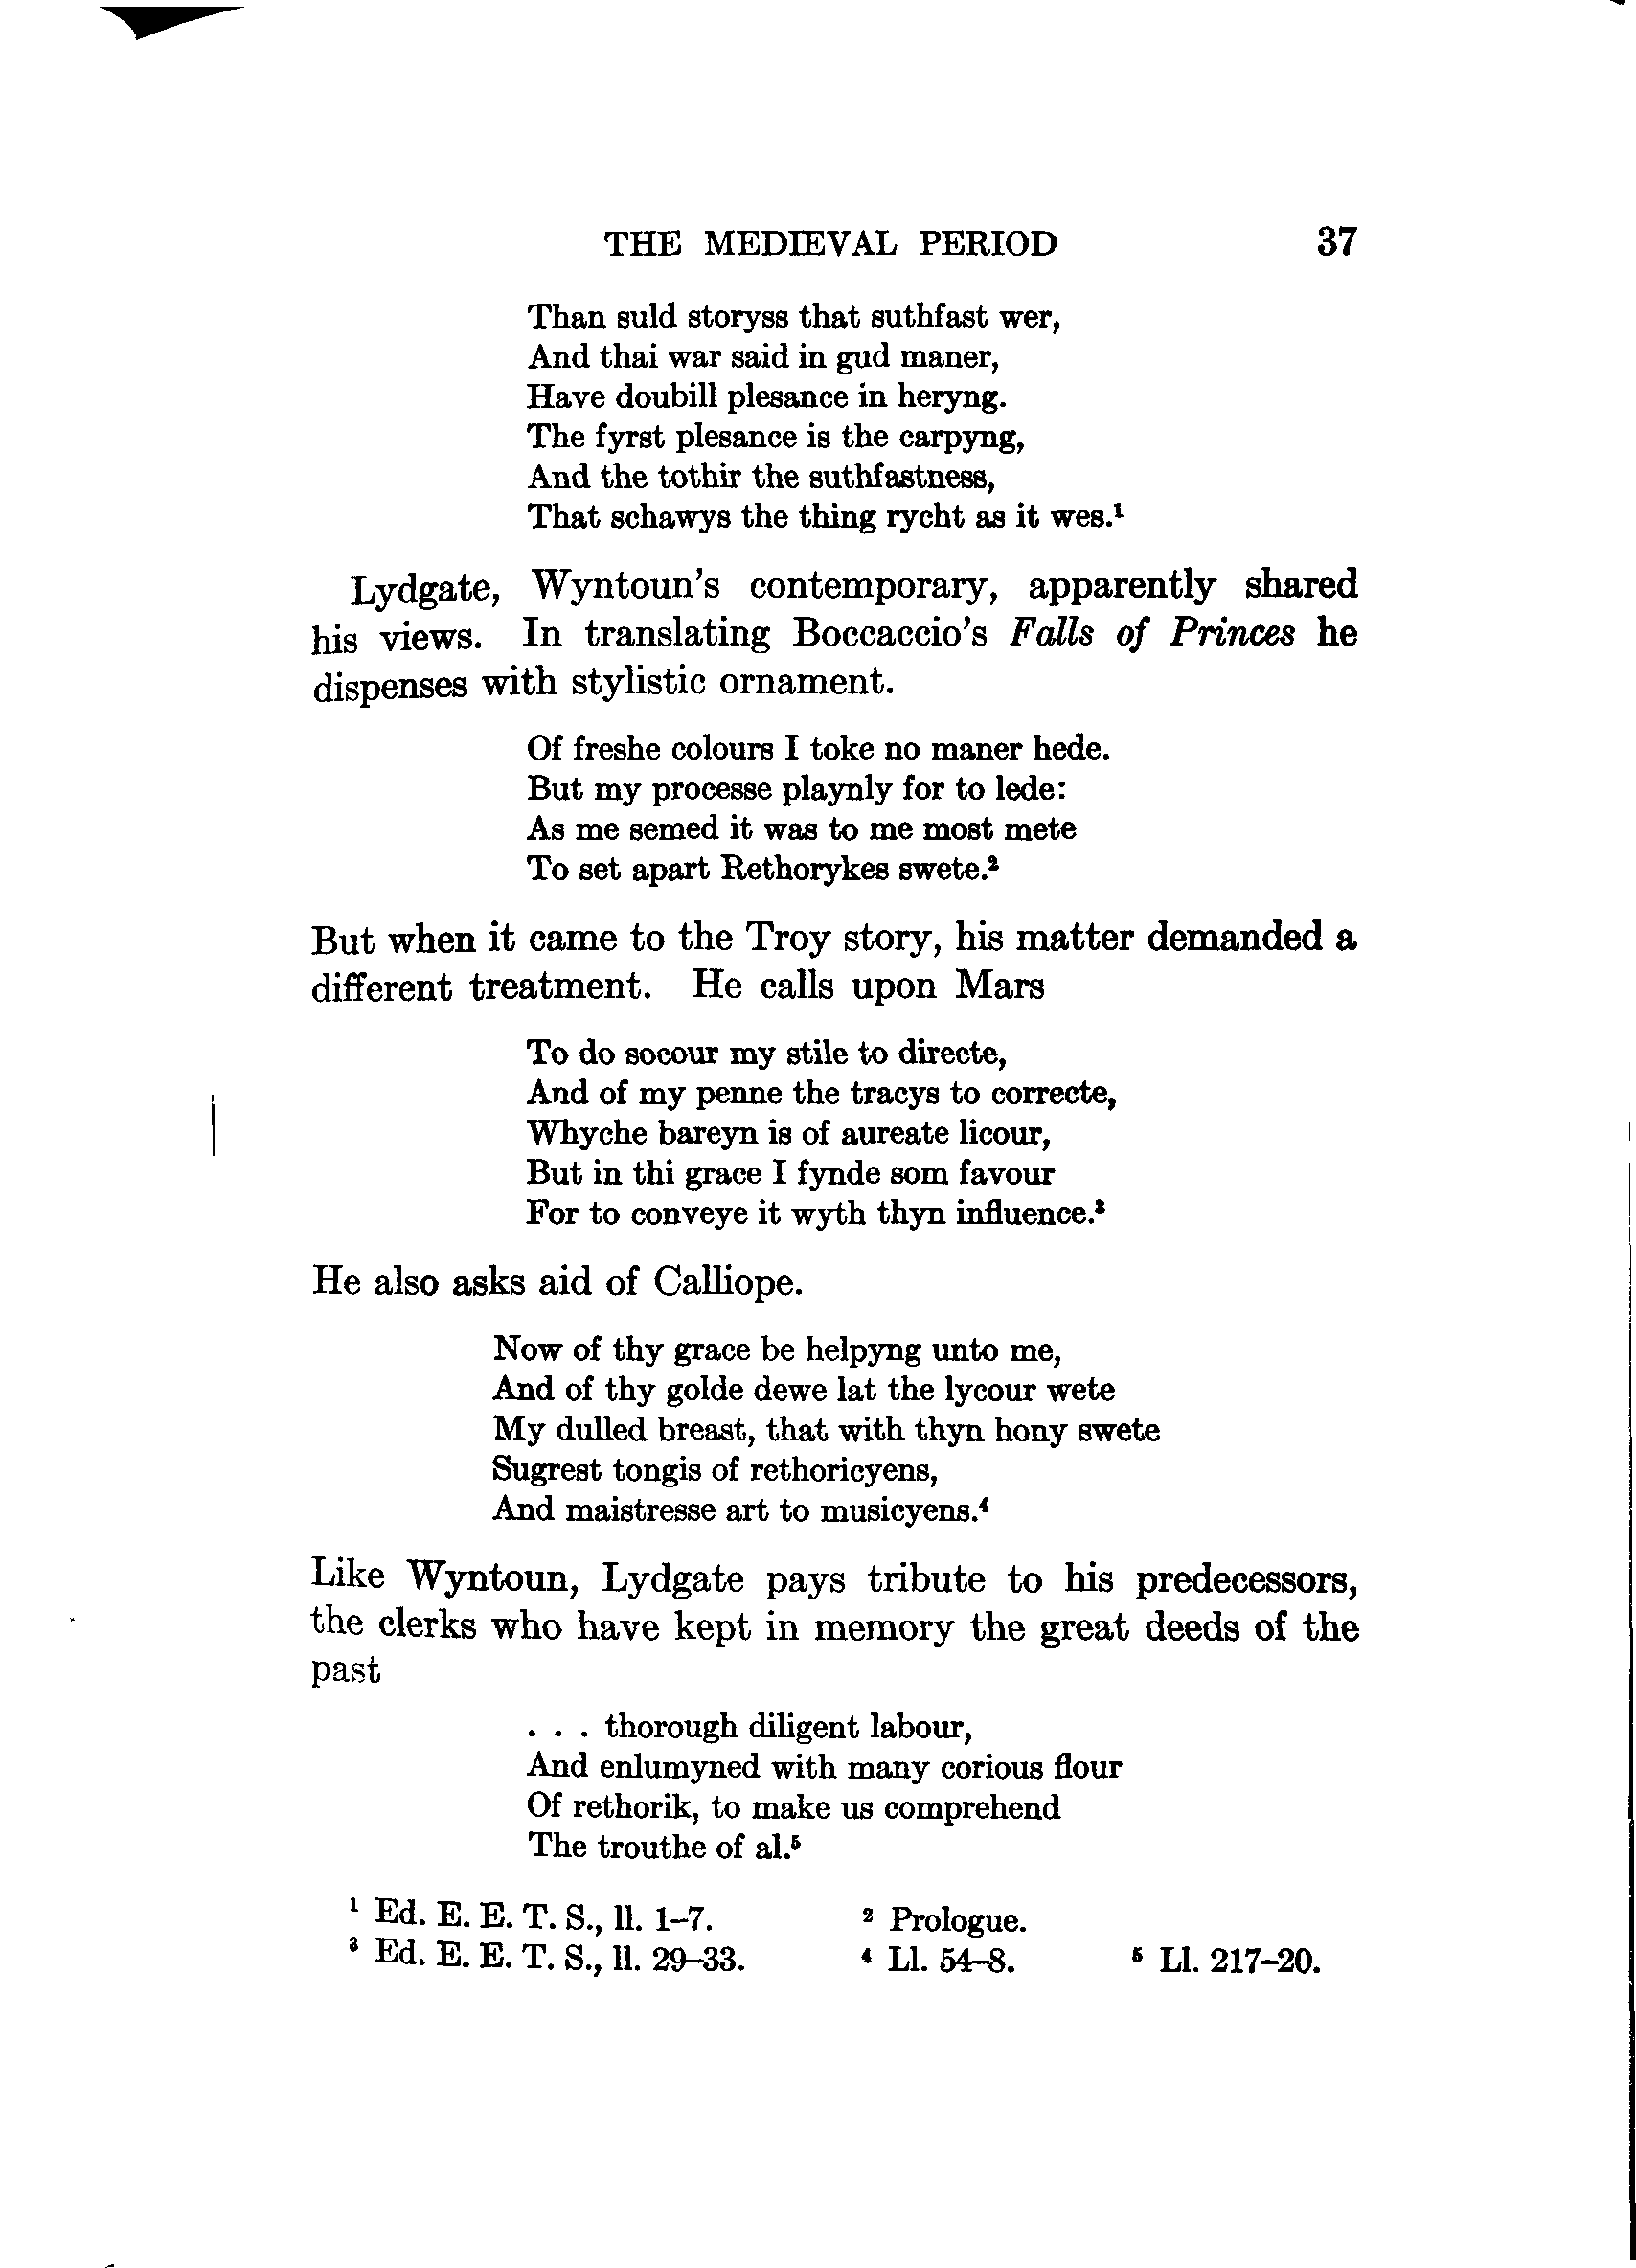 THE MEDIEVAL PERIOD 37
Than suld storyss that suthfast wer,
And thai war said in gud maner,
Have doubill plesance in heryng.
The fyrst plesance is the carpyng,
And the tothir the suthfastness,
That schawys the thing rycht as it wes.¹
Lydgate, Wyntoun's contemporary, apparently shared
his views. In translating Boccaccio's Falls of Princes he
dispenses with stylistic ornament.
Of freshe colours I toke no maner hede.
But my processe playnly for to lede:
As me semed it was to me most mete
To set apart Rethorykes swete.²
But when it came to the Troy story, his matter demanded a
different treatment. He calls upon Mars
To do socour my stile to directe,
And of my penne the tracys to correcte,
Whyche bareyn is of aureate licour,
But in thi grace I fynde som favour
For to conveye it wyth thyn influence.³
He also asks aid of Calliope.
Now of thy grace be helpyng unto me,
And of thy golde dewe lat the lycour wete
My dulled breast, that with thyn hony swete
Sugrest tongis of rethoricyens,
And maistresse art to musicyens.⁴
Like Wyntoun, Lydgate pays tribute to his predecessors,
the clerks who have kept in memory the great deeds of the
past
. . . thorough diligent labour,
And enlumyned with many corious flour
Of rethorik, to make us comprehend
The trouthe of al.⁵
¹ Ed. E. E. T. S., ll. 1–7. ² Prologue.
³ Ed. E. E. T. S., ll. 29–33. ⁴ Ll. 54–8. ⁵ Ll. 217–20.